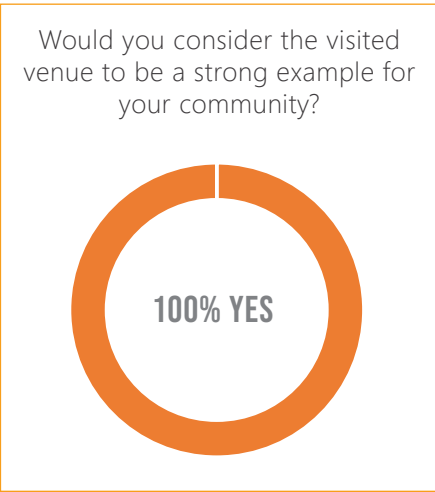 Would you consider the visited
venue to be a strong example for
your community?
100% YES